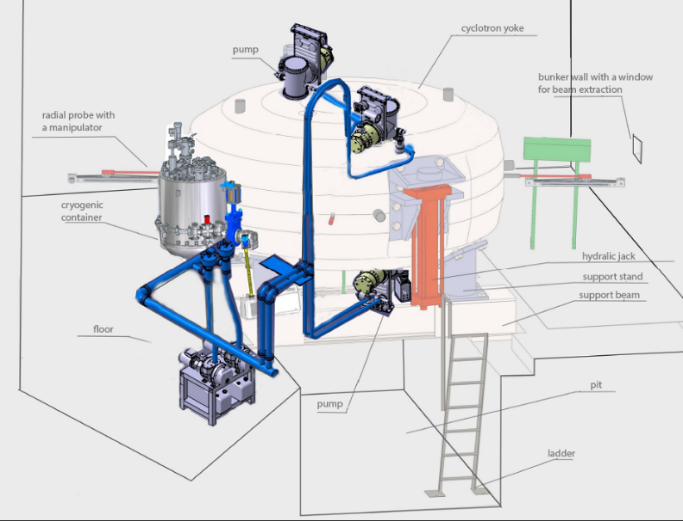 cyclotron yoke
pump
bunker wall with a window
for beam extraction
radial probe with
a manipulator
cryogenic
container
hydralic jack
support stand
support beam
floor
pit
pump
ladder